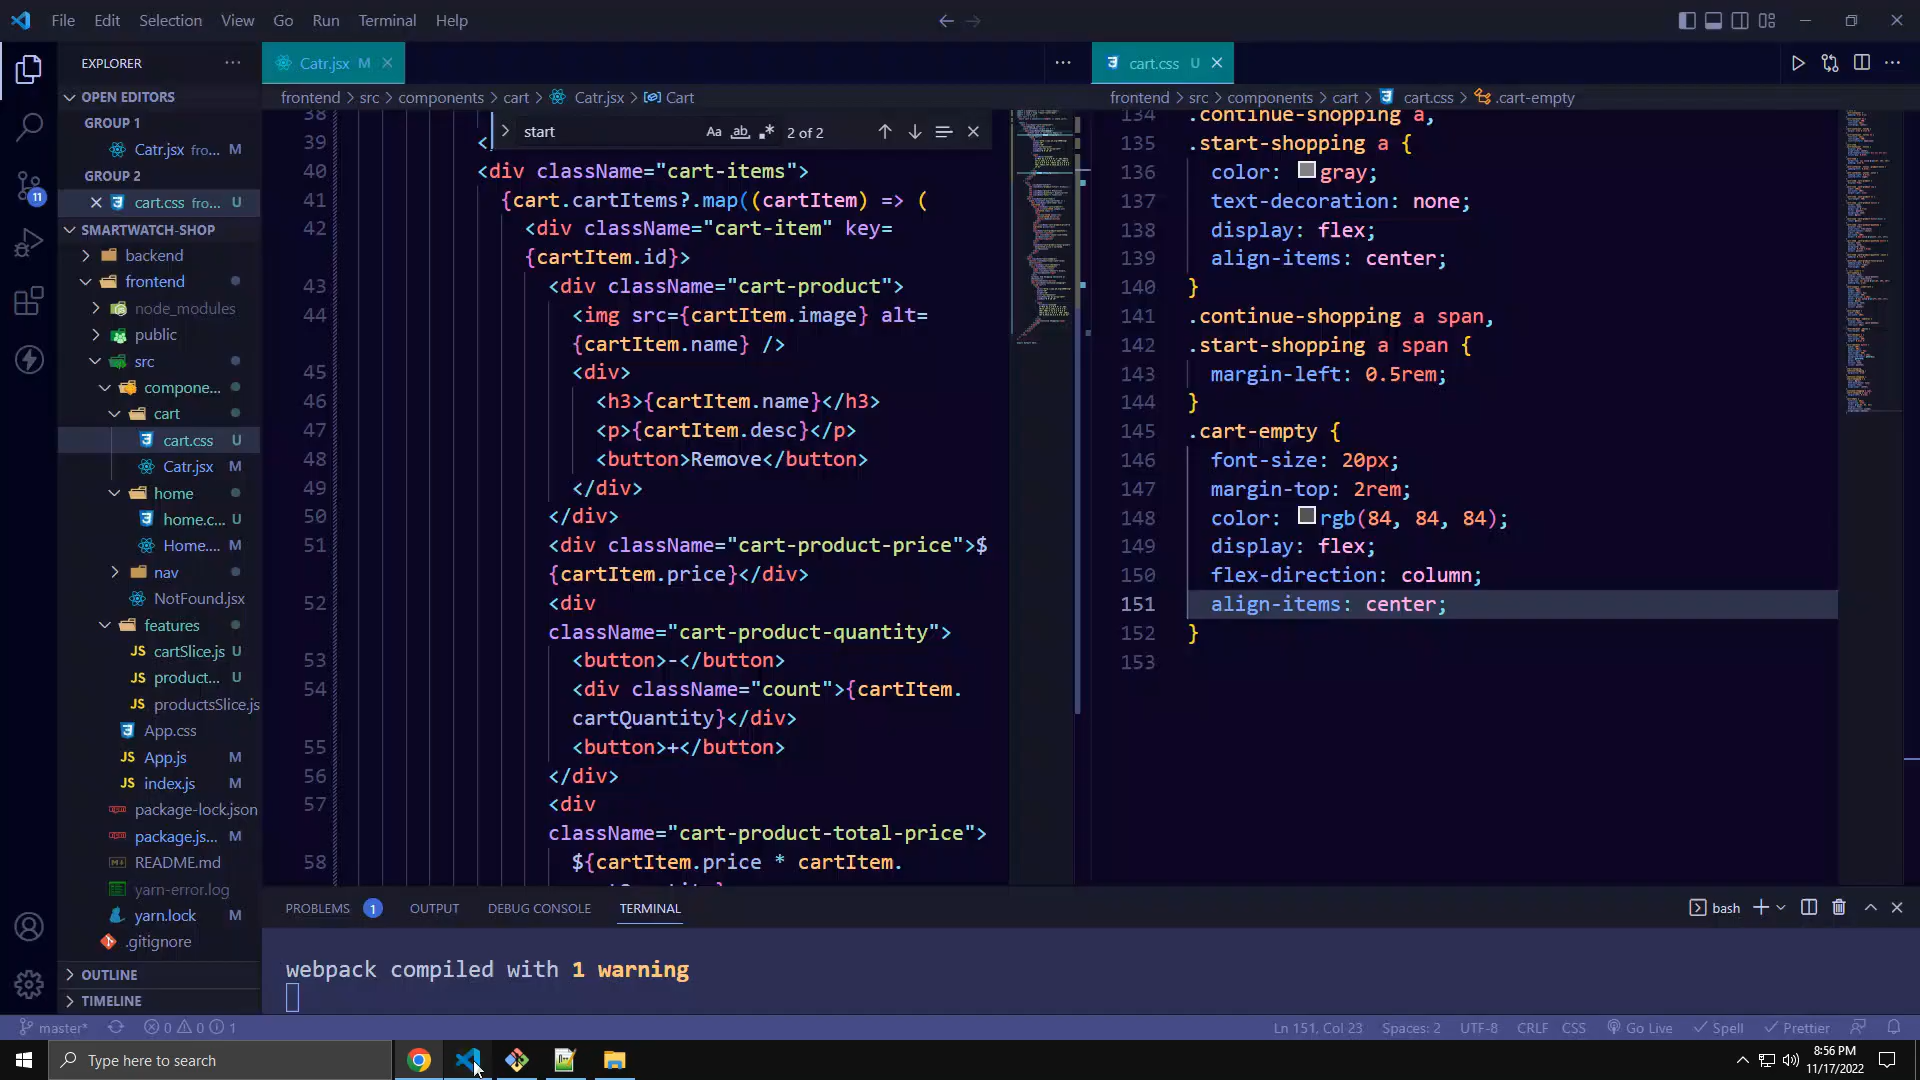 File Edit Selection View Go Run Terminal Help
EXPLORER
OPEN EDITORS
GROUP 1
Catr.jsx fro... M
GROUP 2
cart.css fro... U
SMARTWATCH-SHOP
backend
frontend
node_modules
public
src
compone...
cart
cart.css U
Catr.jsx M
home
home.c... U
Home.... M
nav
NotFound.jsx
features
cartSlice.js U
product... U
productsSlice.js
App.css
App.js M
index.js M
package-lock.json
package.js... M
README.md
yarn-error.log
yarn.lock M
.gitignore
OUTLINE
TIMELINE
11
Catr.jsx M
frontend > src > components > cart > Catr.jsx > Cart
start Aa ab 2 of 2
38
39 <
40 <div className="cart-items">
41 {cart.cartItems?.map((cartItem) => (
42 <div className="cart-item" key=
{cartItem.id}>
43 <div className="cart-product">
44 <img src={cartItem.image} alt=
{cartItem.name} />
45 <div>
46 <h3>{cartItem.name}</h3>
47 <p>{cartItem.desc}</p>
48 <button>Remove</button>
49 </div>
50 </div>
51 <div className="cart-product-price">$
{cartItem.price}</div>
52 <div
className="cart-product-quantity">
53 <button>-</button>
54 <div className="count">{cartItem.
cartQuantity}</div>
55 <button>+</button>
56 </div>
57 <div
className="cart-product-total-price">
58 ${cartItem.price * cartItem.
cart.css U
frontend > src > components > cart > cart.css > .cart-empty
134 .continue-shopping a,
135 .start-shopping a {
136 color: gray;
137 text-decoration: none;
138 display: flex;
139 align-items: center;
140 }
141 .continue-shopping a span,
142 .start-shopping a span {
143 margin-left: 0.5rem;
144 }
145 .cart-empty {
146 font-size: 20px;
147 margin-top: 2rem;
148 color: rgb(84, 84, 84);
149 display: flex;
150 flex-direction: column;
151 align-items: center;
152 }
153
PROBLEMS 1 OUTPUT DEBUG CONSOLE TERMINAL
bash
webpack compiled with 1 warning
master* 0 0 1
Ln 151, Col 23 Spaces: 2 UTF-8 CRLF CSS Go Live Spell Prettier
Type here to search
8:56 PM
11/17/2022